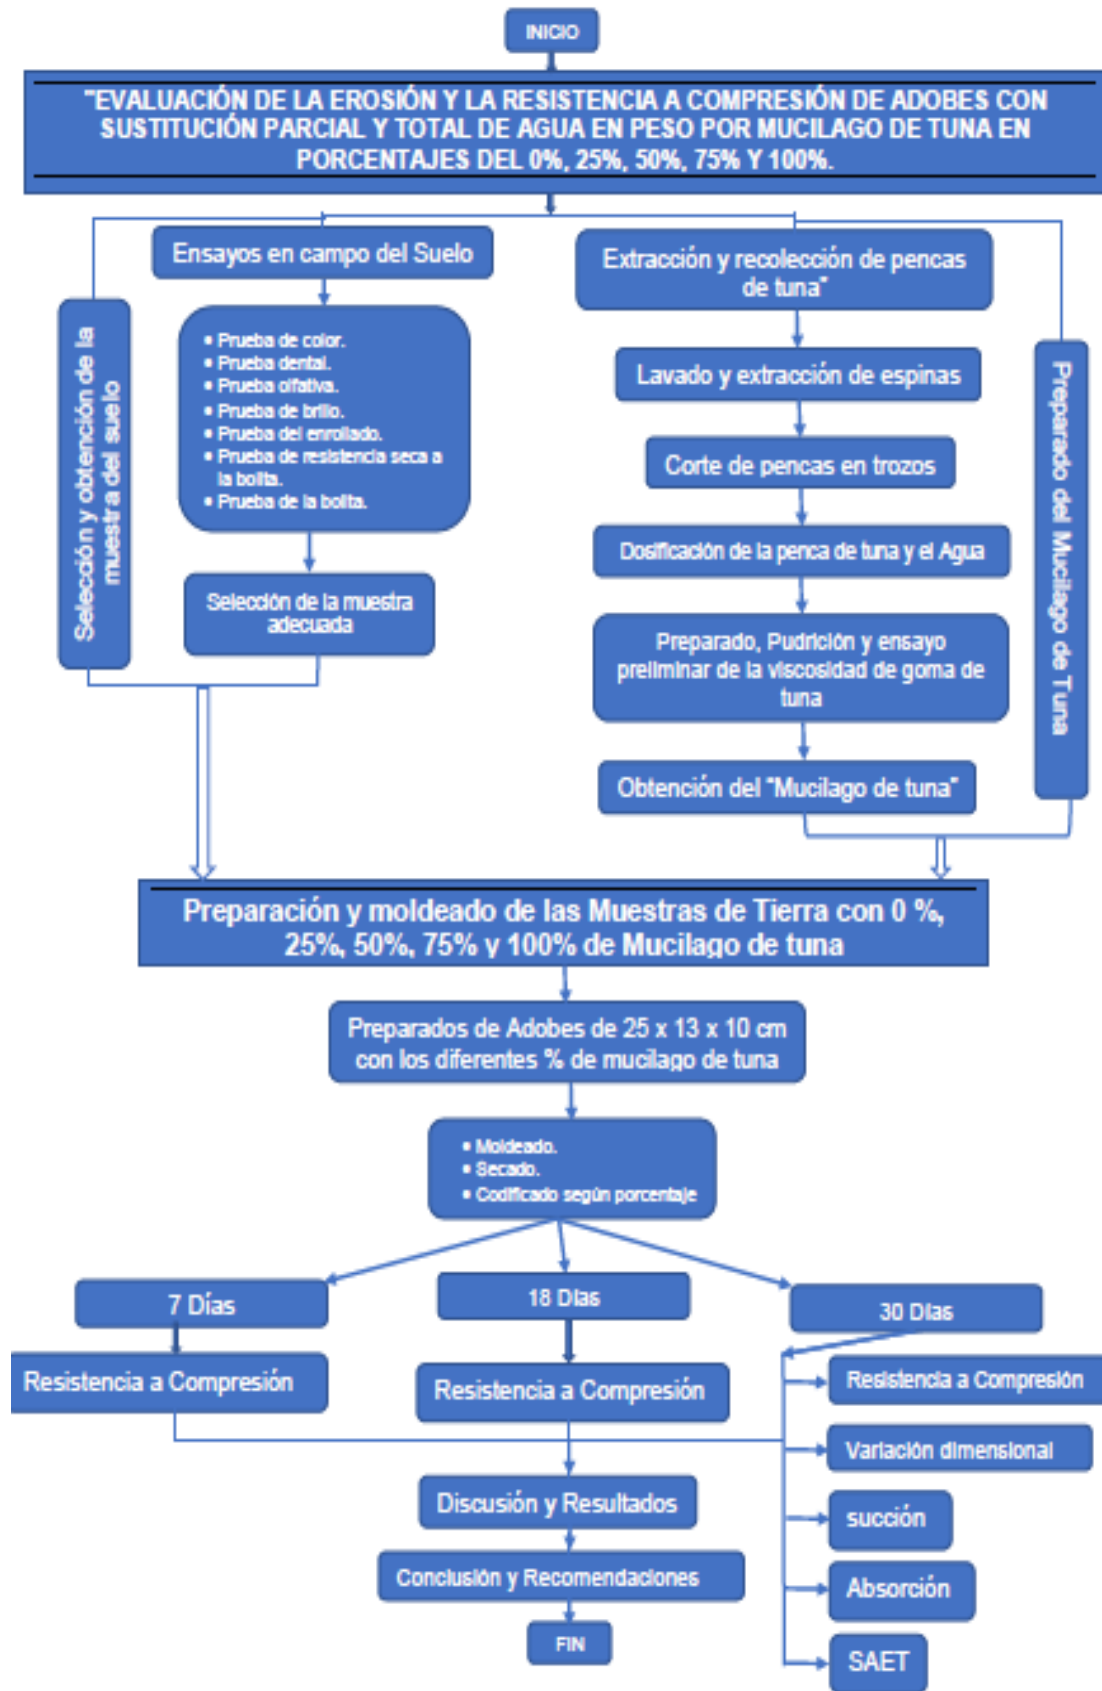 INICIO
"EVALUACIÓN DE LA EROSIÓN Y LA RESISTENCIA A COMPRESIÓN DE ADOBES CON
SUSTITUCIÓN PARCIAL Y TOTAL DE AGUA EN PESO POR MUCILAGO DE TUNA EN
PORCENTAJES DEL 0%, 25%, 50%, 75% Y 100%.
Selección y obtención de la
muestra del suelo
Ensayos en campo del Suelo
• Prueba de color.
• Prueba dental.
• Prueba olfativa.
• Prueba de brillo.
• Prueba del enrollado.
• Prueba de resistencia seca a
la bolita.
• Prueba de la bolita.
Selección de la muestra
adecuada
Extracción y recolección de pencas
de tuna"
Lavado y extracción de espinas
Corte de pencas en trozos
Dosificación de la penca de tuna y el Agua
Preparado, Pudrición y ensayo
preliminar de la viscosidad de goma de
tuna
Obtención del "Mucilago de tuna"
Preparado del Mucilago de Tuna
Preparación y moldeado de las Muestras de Tierra con 0 %,
25%, 50%, 75% y 100% de Mucilago de tuna
Preparados de Adobes de 25 x 13 x 10 cm
con los diferentes % de mucilago de tuna
• Moldeado.
• Secado.
• Codificado según porcentaje
7 Días
18 Días
30 Días
Resistencia a Compresión
Resistencia a Compresión
Resistencia a Compresión
Variación dimensional
succión
Absorción
SAET
Discusión y Resultados
Conclusión y Recomendaciones
FIN